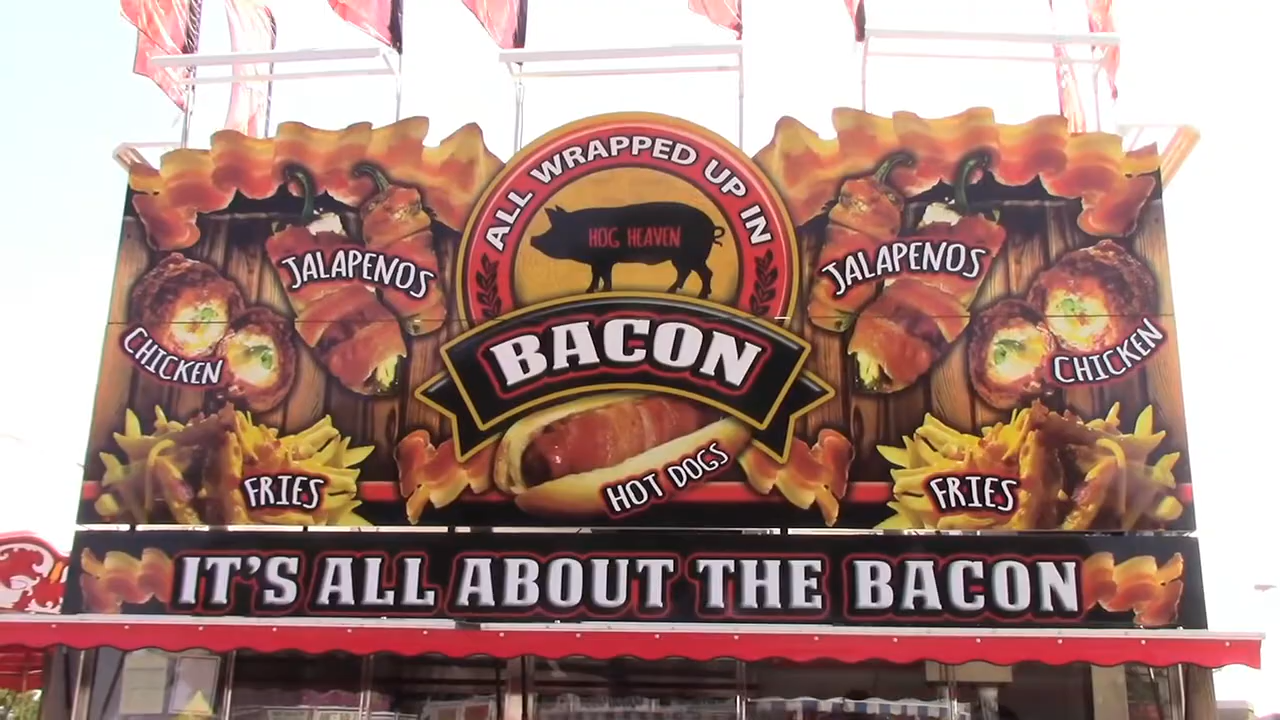 ALL WRAPPED UP IN
HOG HEAVEN
BACON
JALAPENOS
JALAPENOS
CHICKEN
CHICKEN
FRIES
HOT DOGS
FRIES
IT'S ALL ABOUT THE BACON